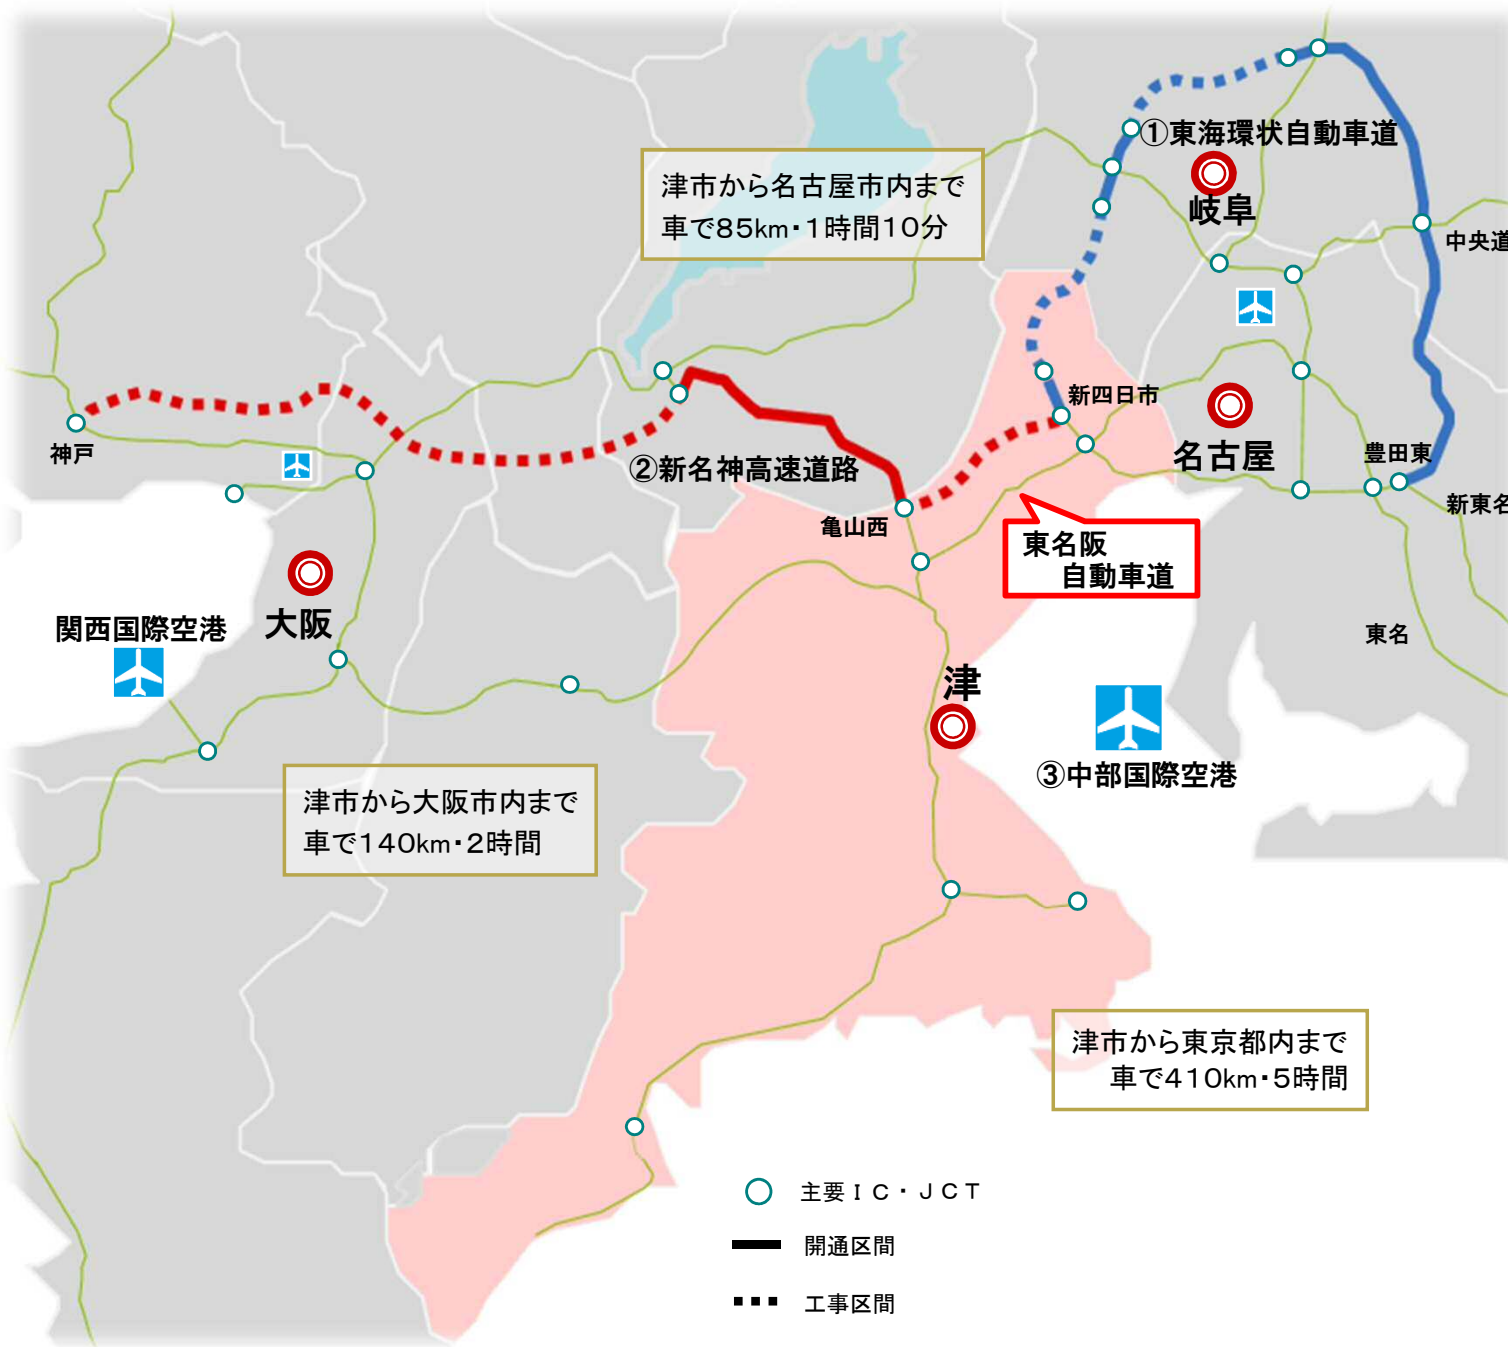 ①東海環状自動車道
津市から名古屋市内まで
車で85km・1時間10分
岐阜
中央道
新四日市
神戸
名古屋
豊田東
②新名神高速道路
新東名
亀山西
東名阪
自動車道
大阪
関西国際空港
東名
津
③中部国際空港
津市から大阪市内まで
車で140km・2時間
津市から東京都内まで
車で410km・5時間
主要ＩＣ・ＪＣＴ
開通区間
工事区間